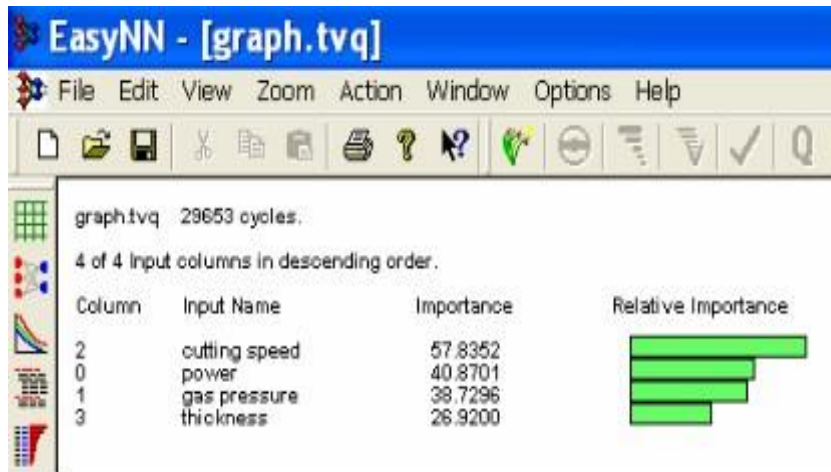 EasyNN - [graph.tvq]
File Edit View Zoom Action Window Options Help
Q
graph.tvq 29653 cycles.
4 of 4 Input columns in descending order.
Column Input Name Importance Relative Importance
2 cutting speed 57.8352
0 power 40.8701
1 gas pressure 38.7296
3 thickness 26.9200